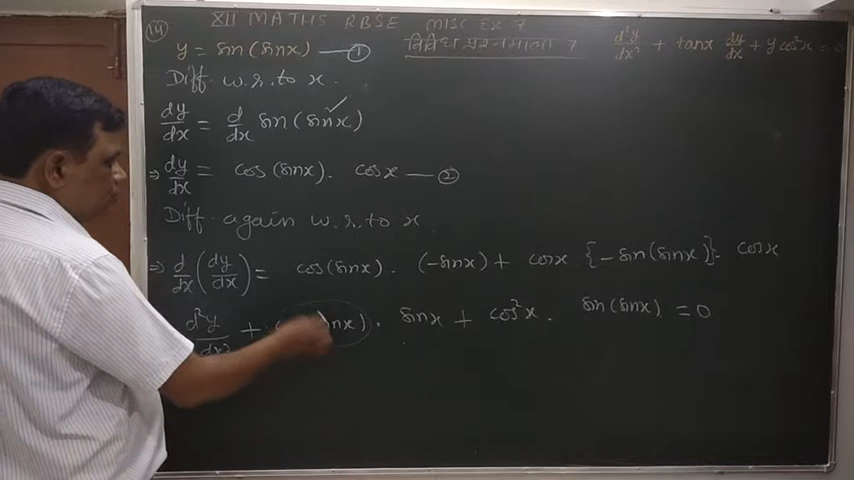 XII MATHS RBSE MISC EX 7
(14) y = sin(sinx) — ① विविध प्रश्नमाला 7 d²y/dx² + tanx dy/dx + y cos²x = 0
Diff. w.r.to x.
dy/dx = d/dx sin(sinx)
⇒ dy/dx = cos(sinx). cosx — ②
Diff. again w.r.to x
⇒ d/dx (dy/dx) = cos(sinx). (-sinx) + cosx {-sin(sinx)}. cosx
d²y/dx² + sinx) . sinx + cos²x. sin(sinx) = 0